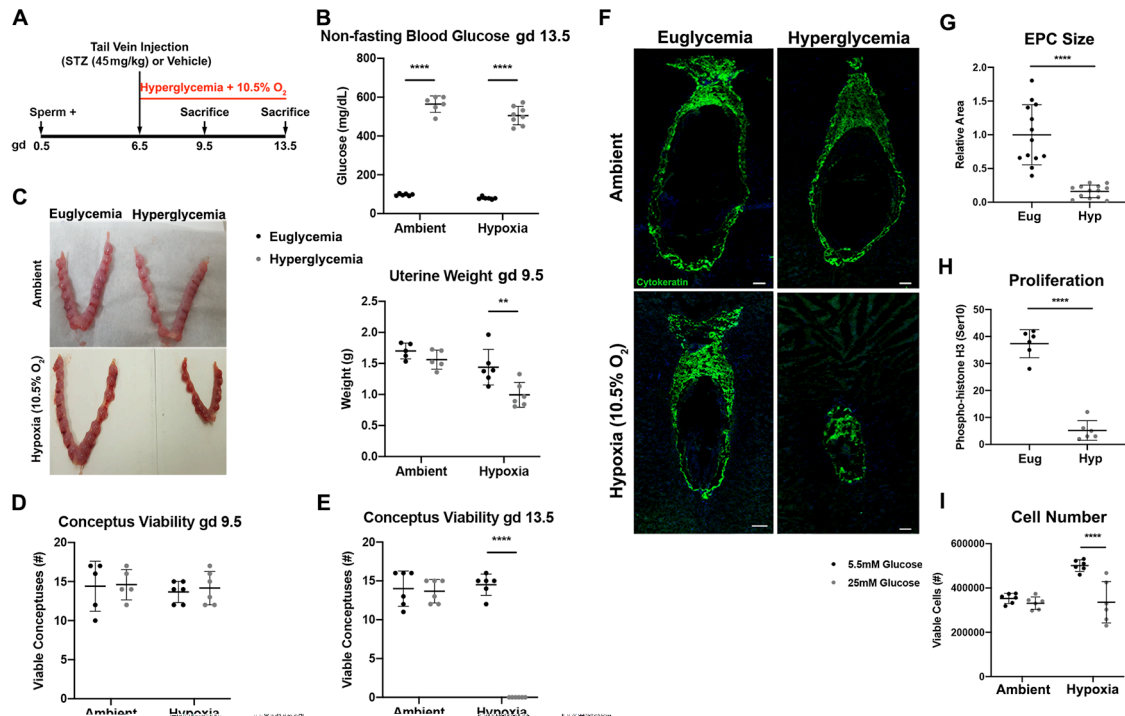 A
Tail Vein Injection
(STZ (45mg/kg) or Vehicle)
Hyperglycemia + 10.5% O2
Sperm +
Sacrifice
Sacrifice
gd
0.5
6.5
9.5
13.5
B
Non-fasting Blood Glucose gd 13.5
Glucose (mg/dL)
800
600
400
200
0
****
****
Ambient
Hypoxia
Euglycemia
Hyperglycemia
Uterine Weight gd 9.5
Weight (g)
2.5
2.0
1.5
1.0
0.5
0.0
**
Ambient
Hypoxia
C
Euglycemia
Hyperglycemia
Ambient
Hypoxia (10.5% O2)
D
Conceptus Viability gd 9.5
Viable Conceptuses (#)
20
15
10
5
0
Ambient
Hypoxia
E
Conceptus Viability gd 13.5
Viable Conceptuses (#)
20
15
10
5
0
****
Ambient
Hypoxia
F
Euglycemia
Hyperglycemia
Ambient
Cytokeratin
Hypoxia (10.5% O2)
G
EPC Size
Relative Area
2.0
1.5
1.0
0.5
0.0
****
Eug
Hyp
H
Proliferation
Phospho-histone H3 (Ser10)
50
40
30
20
10
0
****
Eug
Hyp
5.5mM Glucose
25mM Glucose
I
Cell Number
Viable Cells (#)
600000
400000
200000
0
****
Ambient
Hypoxia